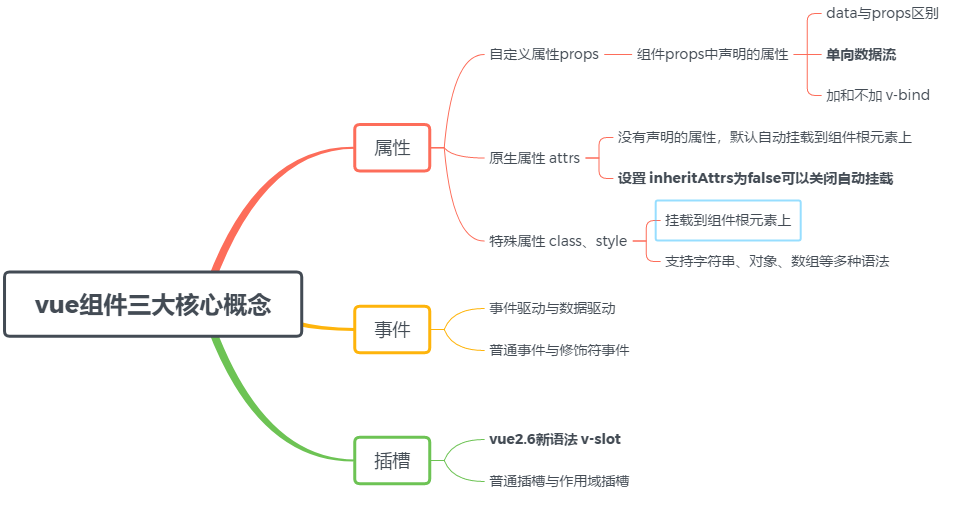 vue组件三大核心概念
属性
自定义属性props
组件props中声明的属性
data与props区别
单向数据流
加和不加 v-bind
原生属性 attrs
没有声明的属性，默认自动挂载到组件根元素上
设置 inheritAttrs为false可以关闭自动挂载
特殊属性 class、style
挂载到组件根元素上
支持字符串、对象、数组等多种语法
事件
事件驱动与数据驱动
普通事件与修饰符事件
插槽
vue2.6新语法 v-slot
普通插槽与作用域插槽